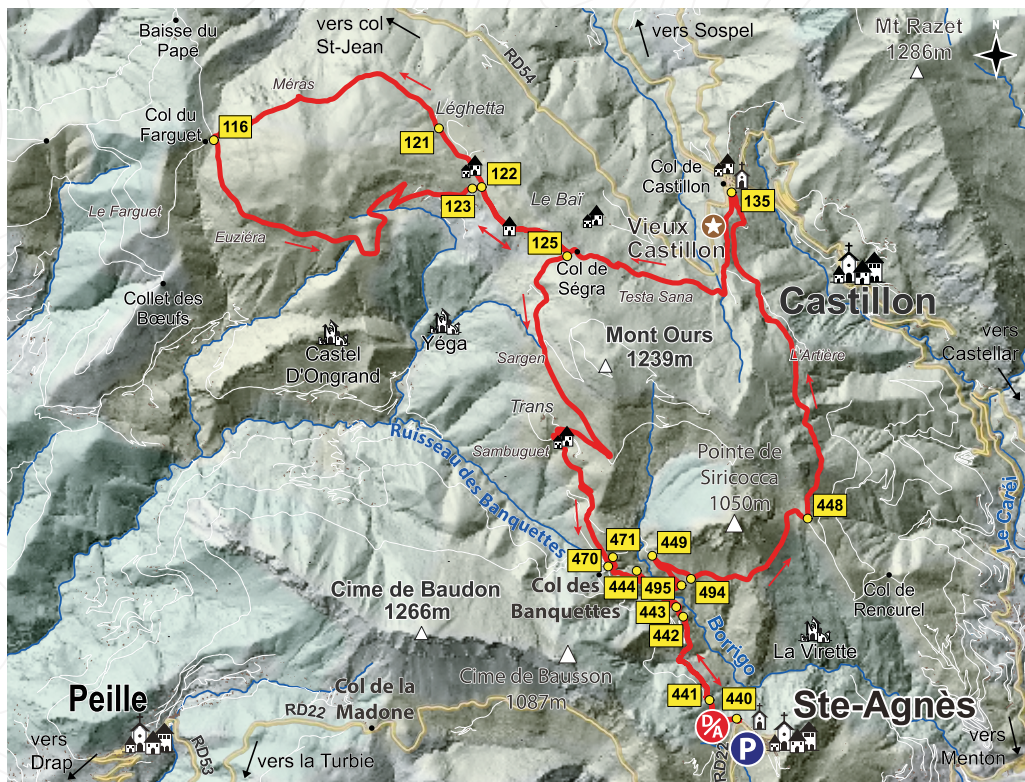 Baisse du
Pape
vers col
St-Jean
RD54
vers Sospel
Mt Razet
1286m
N
Méras
Léghetta
Col du
Farguet
116
121
122
123
Col de
Castillon
135
Le Baï
Le Farguet
Euziéra
Vieux
Castillon
125
Col de
Ségra
Testa Sana
Castillon
Collet des
Bœufs
Castel
D'Ongrand
Yéga
Sargen
Mont Ours
1239m
L'Artière
vers
Castellar
Trans
Sambuguet
Ruisseau des Banquettes
Pointe de
Siricocca
1050m
448
Le Caréi
471
449
470
444
495
494
Col des
Banquettes
443
442
Col de
Rencurel
Cime de Baudon
1266m
Borrigo
La Virette
Cime de Bausson
1087m
Peille
Col de la
Madone
RD22
441
440
D/A
P
Ste-Agnès
RD22
vers
Drap
RD53
vers la Turbie
vers
Menton